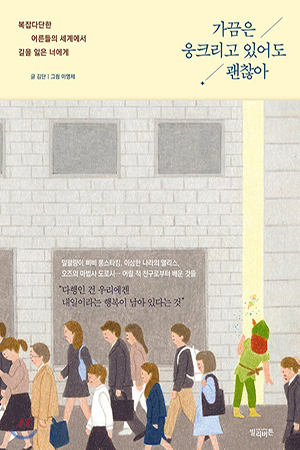 복잡다단한
어른들의 세계에서
길을 잃은 너에게
글 김단 | 그림 이영채
가끔은
웅크리고 있어도
괜찮아
말괄량이 삐삐 롱스타킹, 이상한 나라의 앨리스,
오즈의 마법사 도로시… 어릴 적 친구로부터 배운 것들
"다행인 건 우리에겐
내일이라는 행복이 남아 있다는 것"
빌리버튼